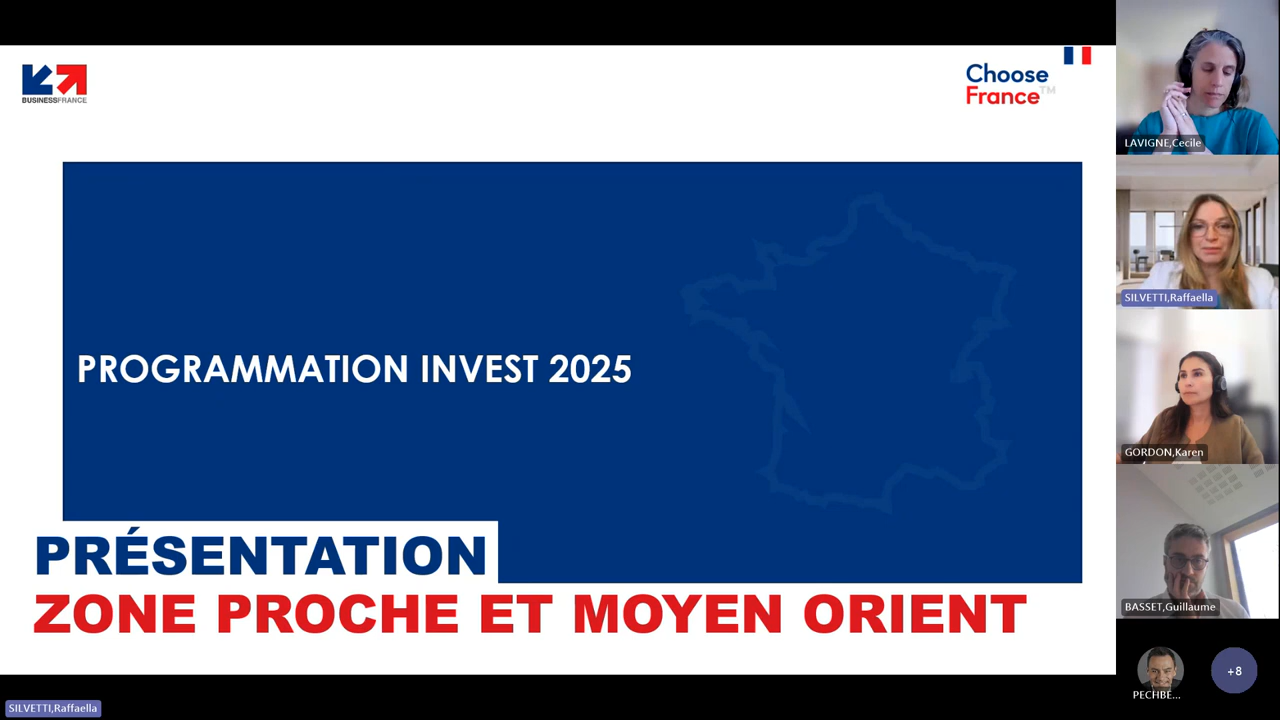 BUSINESSFRANCE
Choose
France™
PROGRAMMATION INVEST 2025
PRÉSENTATION
ZONE PROCHE ET MOYEN ORIENT
LAVIGNE,Cecile
SILVETTI,Raffaella
GORDON,Karen
BASSET,Guillaume
PECHBE...
+8
SILVETTI,Raffaella